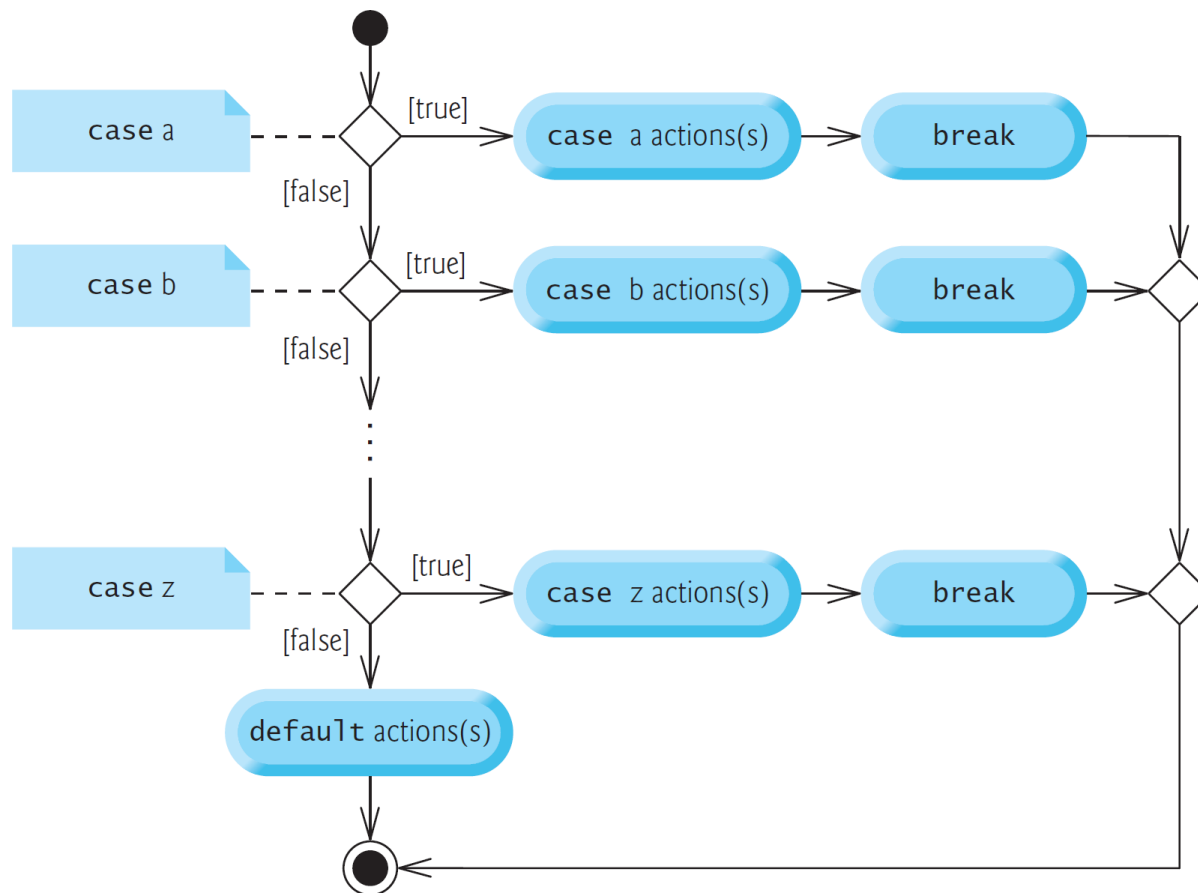 [true]
case a
case a actions(s)
break
[false]
[true]
case b
case b actions(s)
break
[false]
[true]
case z
case z actions(s)
break
[false]
default actions(s)